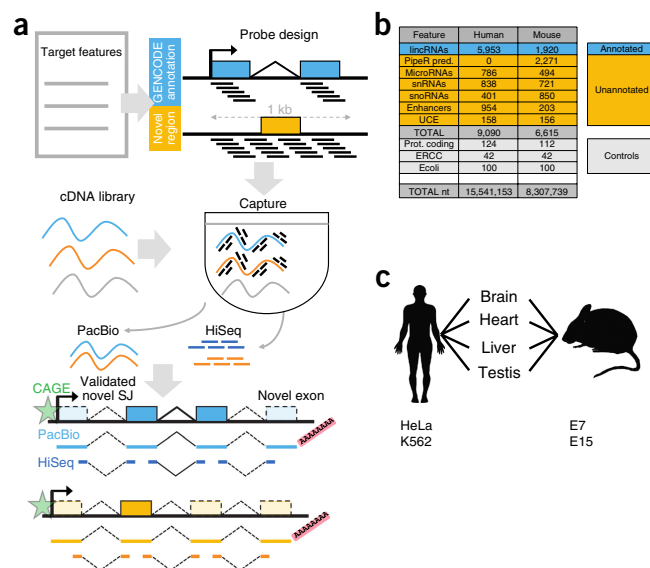 a
Target features
Probe design
GENCODE
annotation
Novel
region
1 kb
cDNA library
Capture
PacBio
HiSeq
CAGE
Validated
novel SJ
Novel exon
PacBio
AAAAAAAA
HiSeq
AAAAAAAA
b
Feature Human Mouse
lincRNAs 5,953 1,920 Annotated
PipeR pred. 0 2,271
MicroRNAs 786 494
snRNAs 838 721 Unannotated
snoRNAs 401 850
Enhancers 954 203
UCE 158 156
TOTAL 9,090 6,615
Prot. coding 124 112
ERCC 42 42 Controls
Ecoli 100 100
TOTAL nt 15,541,153 8,307,739
c
Brain
Heart
Liver
Testis
HeLa E7
K562 E15